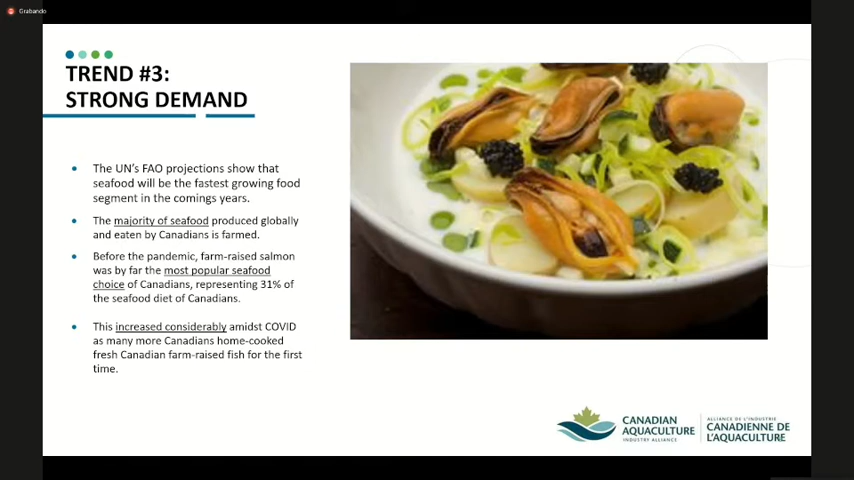 Grabando
TREND #3:
STRONG DEMAND
The UN's FAO projections show that
seafood will be the fastest growing food
segment in the comings years.
The majority of seafood produced globally
and eaten by Canadians is farmed.
Before the pandemic, farm-raised salmon
was by far the most popular seafood
choice of Canadians, representing 31% of
the seafood diet of Canadians.
This increased considerably amidst COVID
as many more Canadians home-cooked
fresh Canadian farm-raised fish for the first
time.
CANADIAN
AQUACULTURE
INDUSTRY ALLIANCE
ALLIANCE DE L'INDUSTRIE
CANADIENNE DE
L'AQUACULTURE